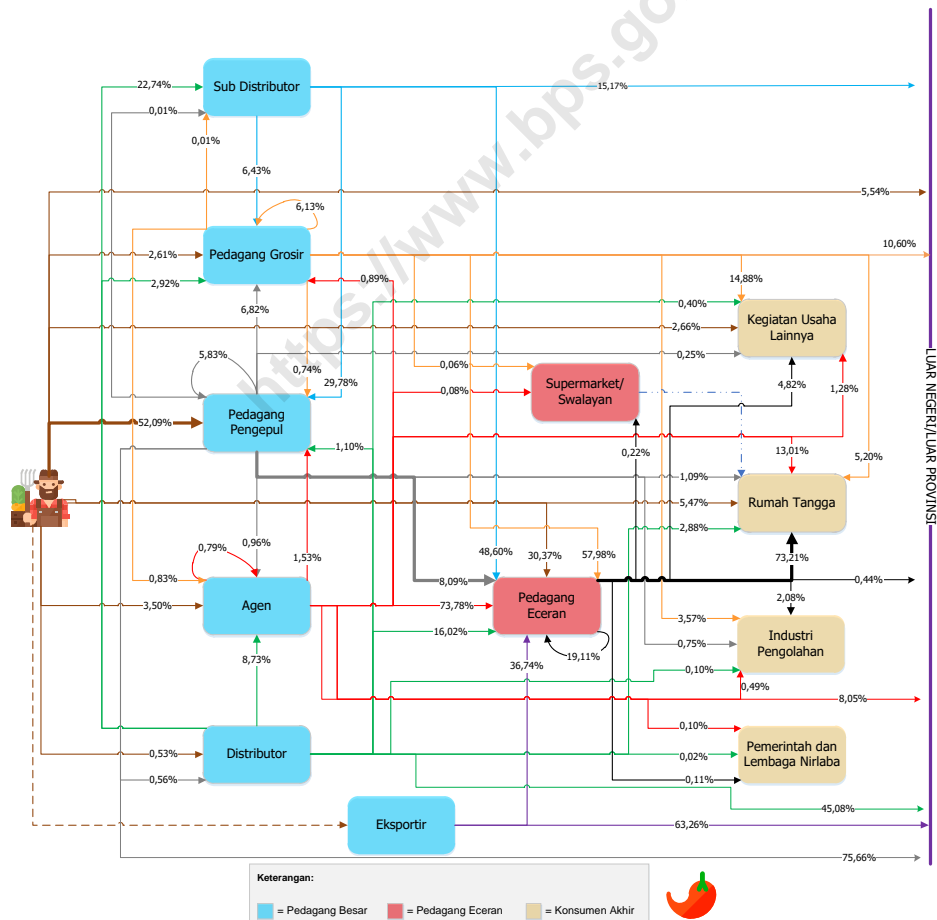 https://www.bps.go
Sub Distributor
22,74%
15,17%
0,01%
0,01%
6,43%
5,54%
6,13%
Pedagang Grosir
2,61%
2,92%
0,89%
10,60%
14,88%
0,40%
Kegiatan Usaha
Lainnya
6,82%
2,66%
0,25%
5,83%
0,74%
29,78%
0,06%
0,08%
Supermarket/
Swalayan
4,82%
1,28%
Pedagang
Pengepul
52,09%
1,10%
0,22%
13,01%
5,20%
1,09%
5,47%
2,88%
Rumah Tangga
LUAR NEGERI/LUAR PROVINSI
0,79%
0,96%
1,53%
48,60%
30,37%
57,98%
73,21%
0,83%
3,50%
Agen
8,09%
73,78%
16,02%
Pedagang
Eceran
0,44%
2,08%
3,57%
0,75%
Industri
Pengolahan
8,73%
19,11%
36,74%
0,10%
0,49%
8,05%
0,10%
0,53%
0,56%
Distributor
0,02%
0,11%
Pemerintah dan
Lembaga Nirlaba
45,08%
Eksportir
63,26%
75,66%
Keterangan:
= Pedagang Besar
= Pedagang Eceran
= Konsumen Akhir